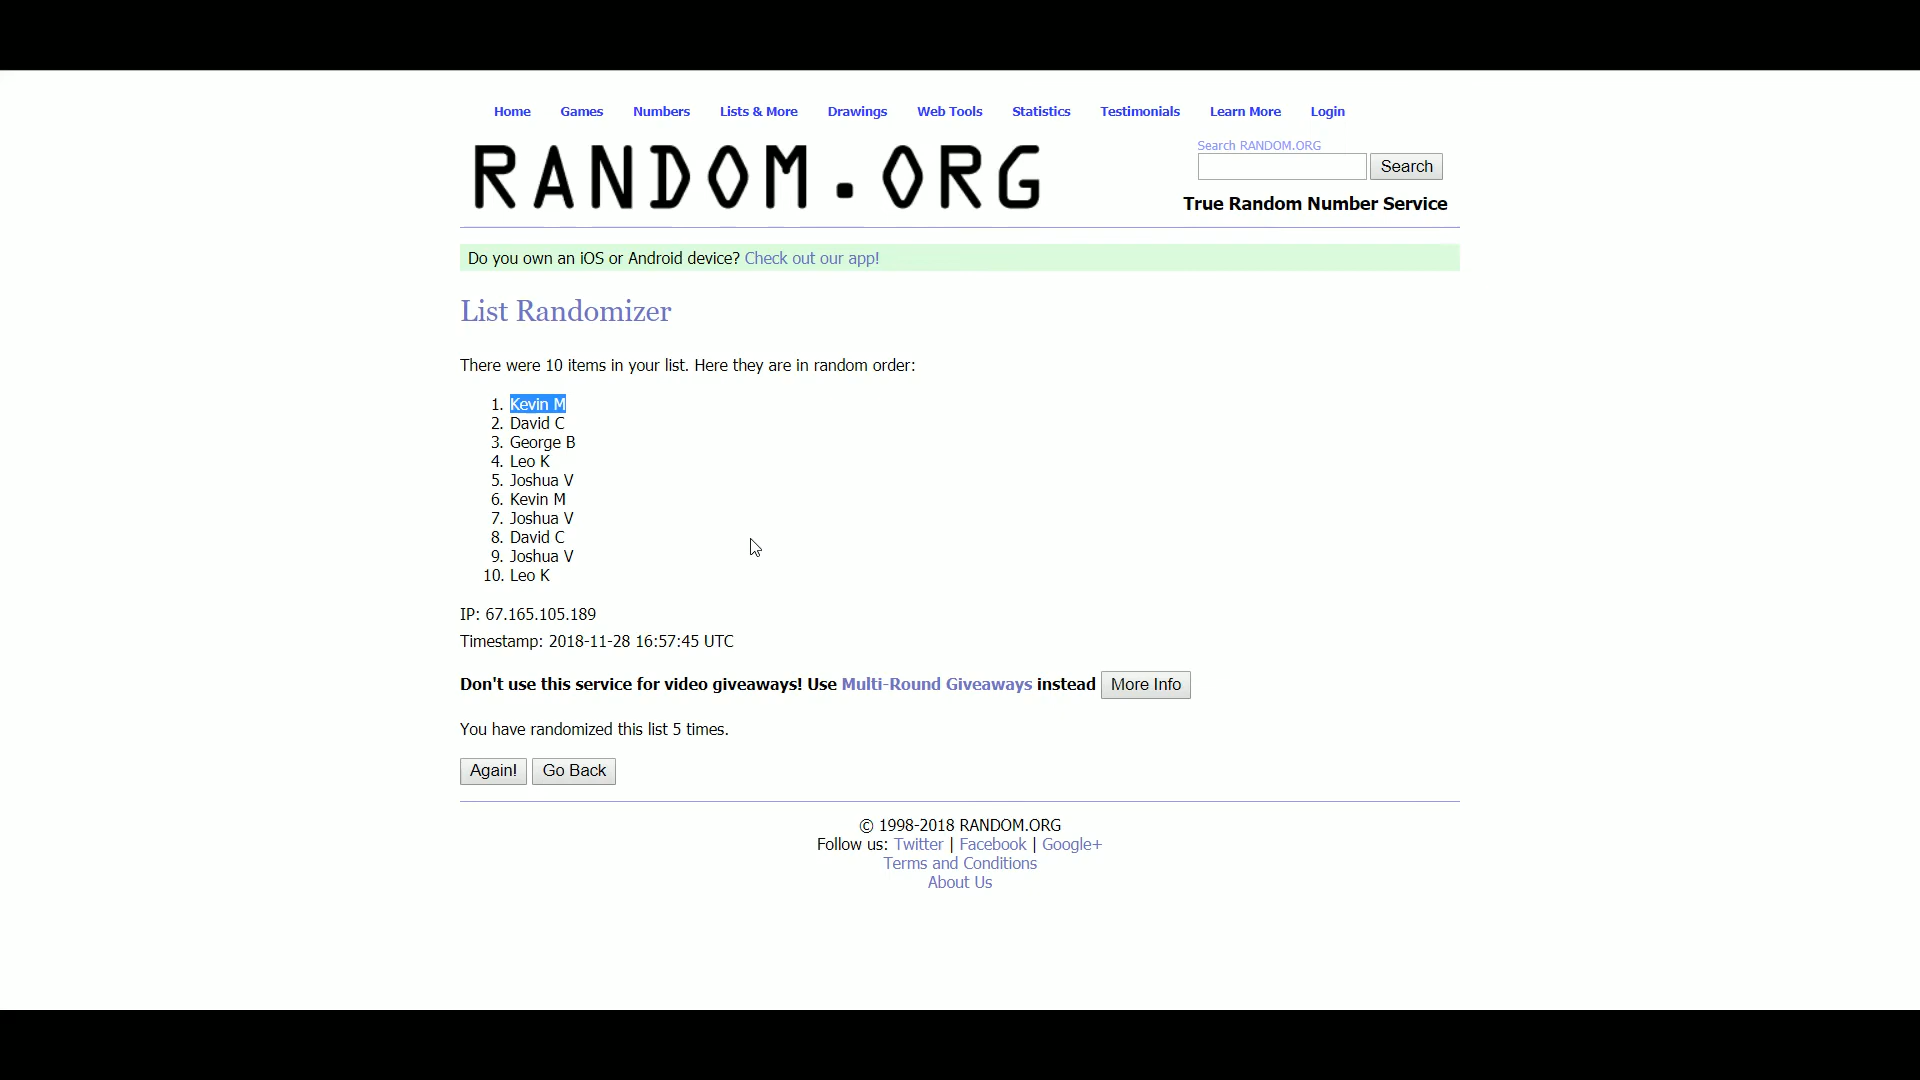 Home Games Numbers Lists & More Drawings Web Tools Statistics Testimonials Learn More Login
RANDOM.ORG
Search RANDOM.ORG
Search
True Random Number Service
Do you own an iOS or Android device? Check out our app!
List Randomizer
There were 10 items in your list. Here they are in random order:
1. Kevin M
2. David C
3. George B
4. Leo K
5. Joshua V
6. Kevin M
7. Joshua V
8. David C
9. Joshua V
10. Leo K
IP: 67.165.105.189
Timestamp: 2018-11-28 16:57:45 UTC
Don't use this service for video giveaways! Use Multi-Round Giveaways instead More Info
You have randomized this list 5 times.
Again! Go Back
© 1998-2018 RANDOM.ORG
Follow us: Twitter | Facebook | Google+
Terms and Conditions
About Us